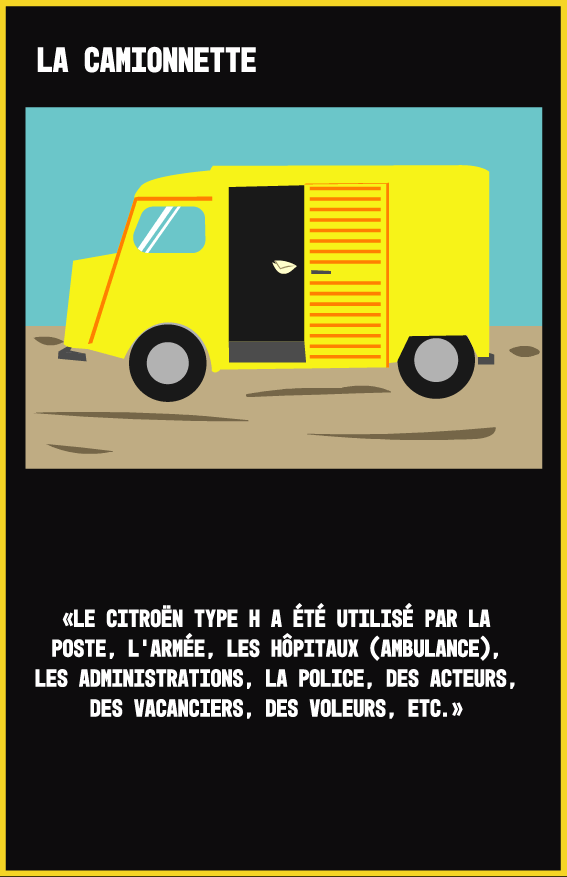 LA CAMIONNETTE
«LE CITROËN TYPE H A ÉTÉ UTILISÉ PAR LA
POSTE, L'ARMÉE, LES HÔPITAUX (AMBULANCE),
LES ADMINISTRATIONS, LA POLICE, DES ACTEURS,
DES VACANCIERS, DES VOLEURS, ETC.»